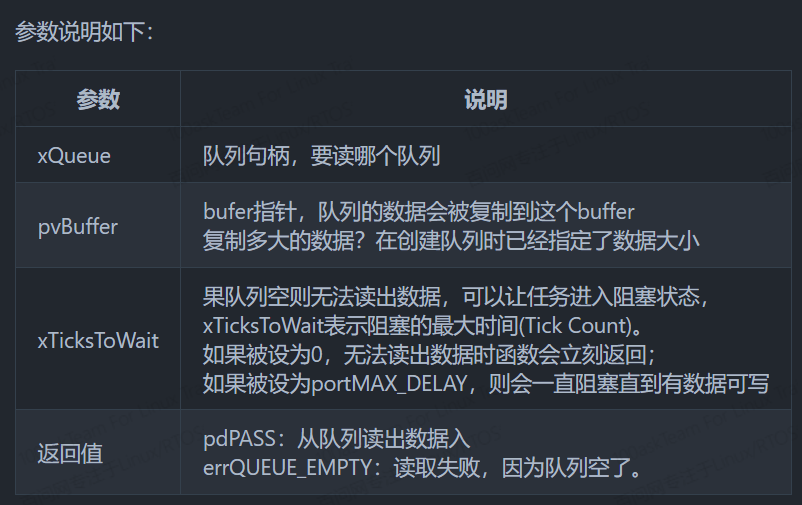 参数说明如下：
参数
说明
xQueue
队列句柄，要读哪个队列
pvBuffer
bufer指针，队列的数据会被复制到这个buffer
复制多大的数据？在创建队列时已经指定了数据大小
xTicksToWait
果队列空则无法读出数据，可以让任务进入阻塞状态，
xTicksToWait表示阻塞的最大时间(Tick Count)。
如果被设为0，无法读出数据时函数会立刻返回；
如果被设为portMAX_DELAY，则会一直阻塞直到有数据可写
返回值
pdPASS：从队列读出数据入
errQUEUE_EMPTY：读取失败，因为队列空了。